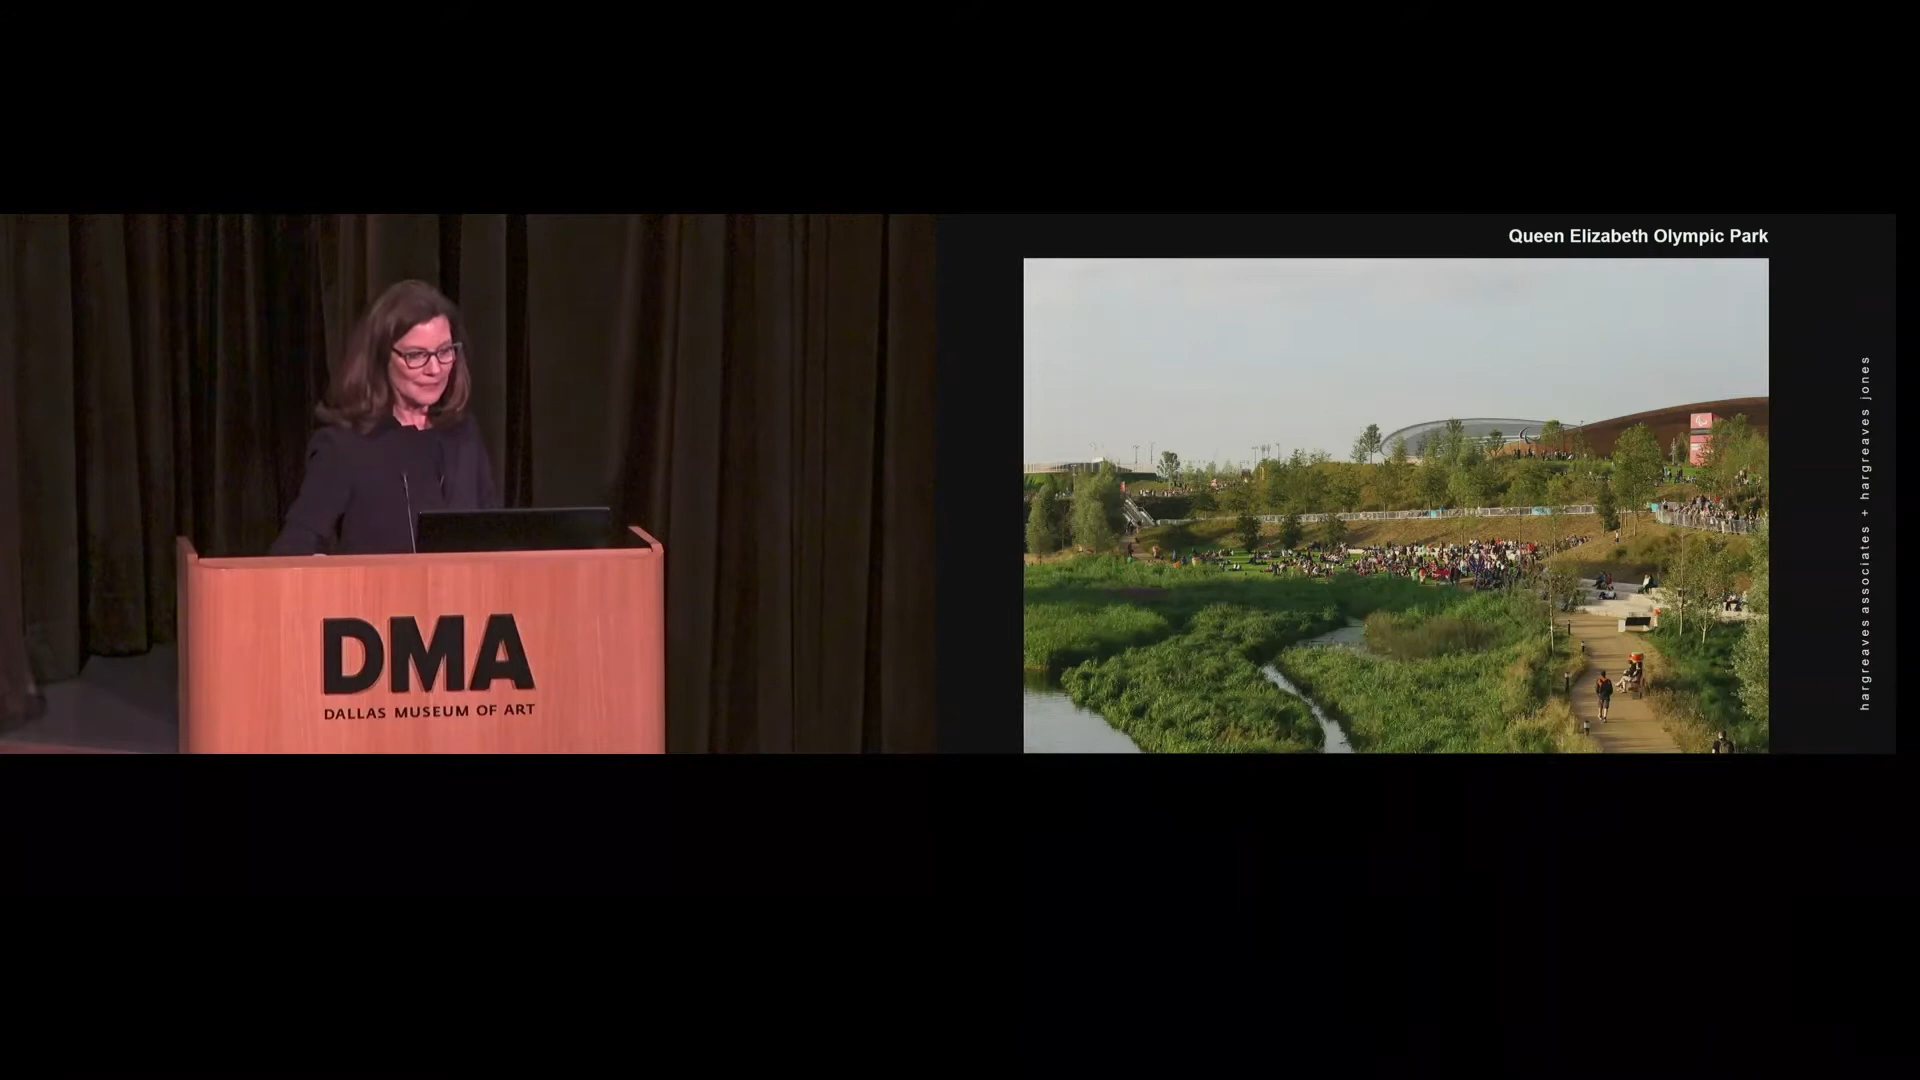 DMA
DALLAS MUSEUM OF ART
Queen Elizabeth Olympic Park
hargreaves associates + hargreaves jones